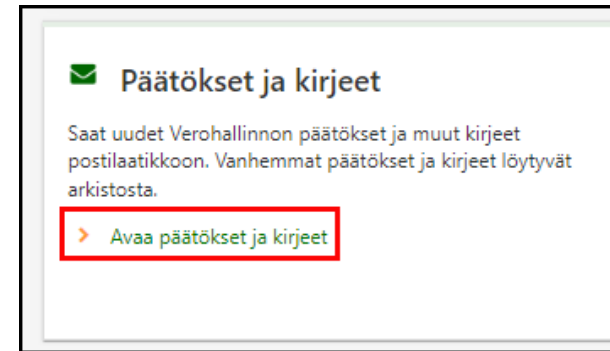 Päätökset ja kirjeet
Saat uudet Verohallinnon päätökset ja muut kirjeet
postilaatikkoon. Vanhemmat päätökset ja kirjeet löytyvät
arkistosta.
Avaa päätökset ja kirjeet